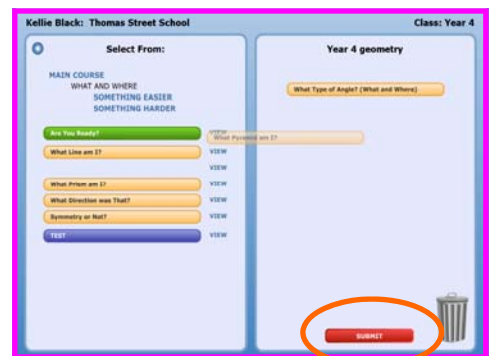 Kellie Black: Thomas Street School
Class: Year 4
Select From:
MAIN COURSE
WHAT AND WHERE
SOMETHING EASIER
SOMETHING HARDER
Are You Ready?
VIEW
What Line am I?
VIEW
VIEW
What Prism am I?
VIEW
What Direction was That?
VIEW
Symmetry or Not?
VIEW
TEST
VIEW
What Pyramid am I?
Year 4 geometry
What Type of Angle? (What and Where)
SUBMIT